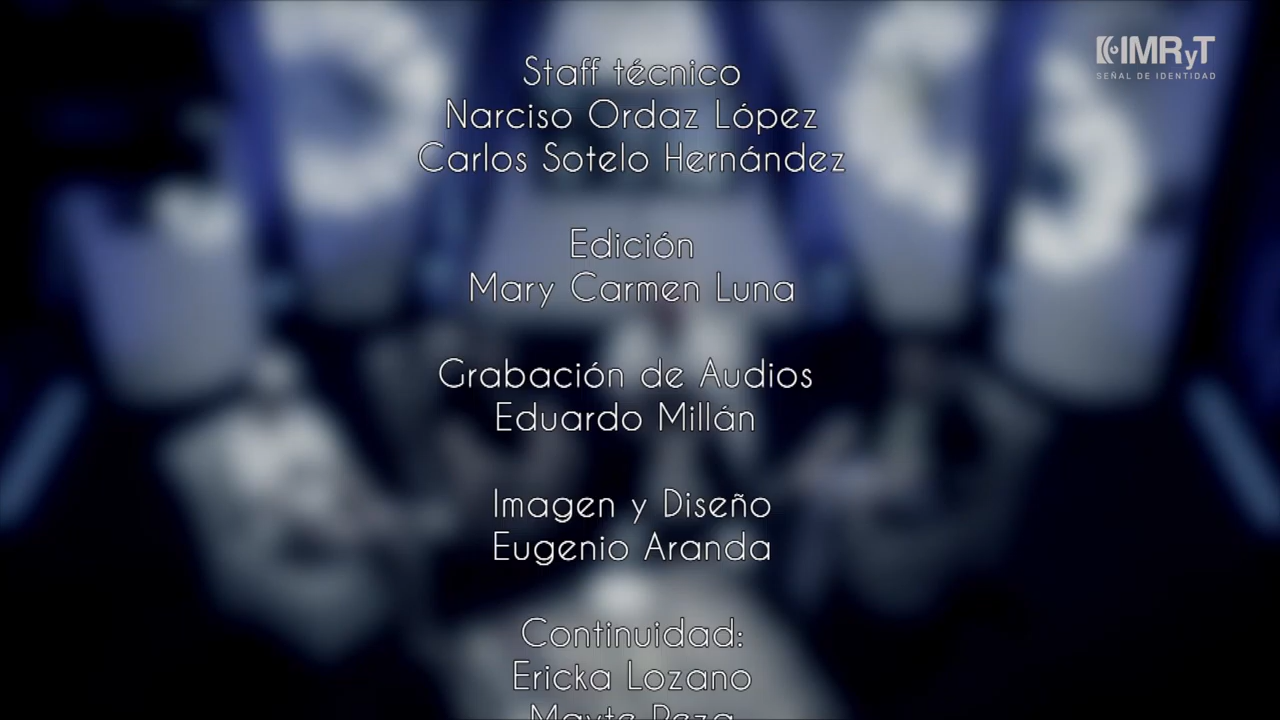 IMRyT
SEÑAL DE IDENTIDAD
Staff técnico
Narciso Ordaz López
Carlos Sotelo Hernández
Edición
Mary Carmen Luna
Grabación de Audios
Eduardo Millán
Imagen y Diseño
Eugenio Aranda
Continuidad:
Ericka Lozano